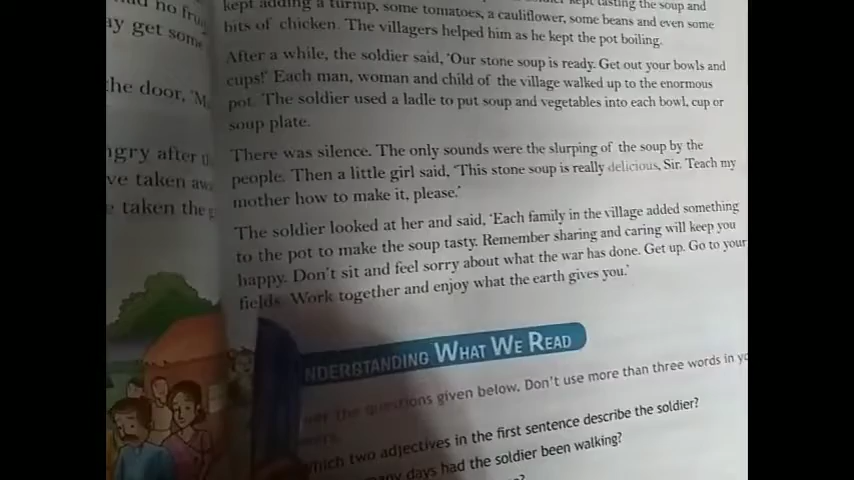 had no fru
ay get some
the door, 'M
ngry after
ve taken aw
e taken the g
kept adding a turnip, some tomatoes, a cauliflower, some beans and even some
bits of chicken. The villagers helped him as he kept the pot boiling.
After a while, the soldier said, 'Our stone soup is ready. Get out your bowls and
cups!' Each man, woman and child of the village walked up to the enormous
pot. The soldier used a ladle to put soup and vegetables into each bowl, cup or
soup plate.
There was silence. The only sounds were the slurping of the soup by the
people. Then a little girl said, 'This stone soup is really delicious, Sir. Teach my
mother how to make it, please.'
The soldier looked at her and said, 'Each family in the village added something
to the pot to make the soup tasty. Remember sharing and caring will keep you
happy. Don't sit and feel sorry about what the war has done. Get up. Go to your
fields. Work together and enjoy what the earth gives you.'
NDERSTANDING WHAT WE READ
wer the questions given below. Don't use more than three words in yo
hich two adjectives in the first sentence describe the soldier?
any days had the soldier been walking?